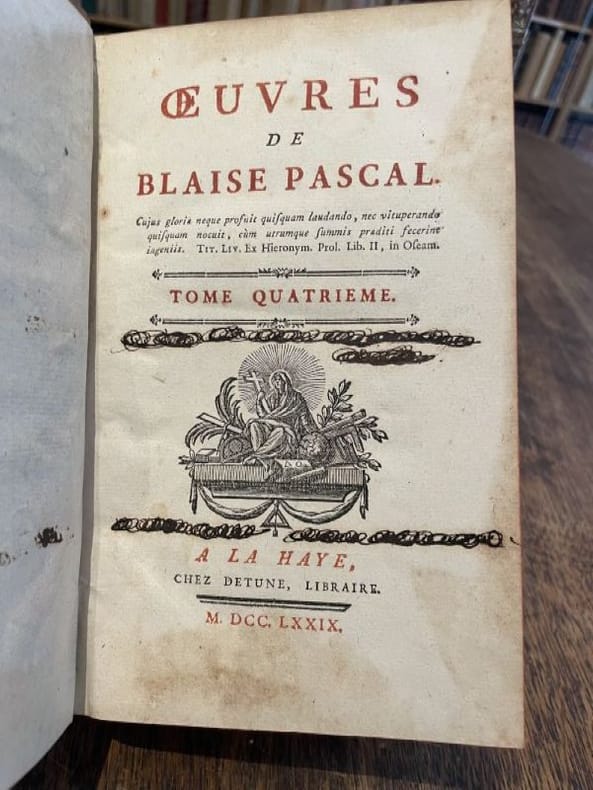 ŒUVRES
DE
BLAISE PASCAL.
Cujus gloriæ neque profuit quiſquam laudando, nec vituperando
quiſquam nocuit, cùm utrumque ſummis præditi fecerint
ingeniis. TIT. LIV. Ex Hieronym. Prol. Lib. II, in Oſeam.
TOME QUATRIEME.
A LA HAYE,
CHEZ DETUNE, LIBRAIRE.
M. DCC. LXXIX.